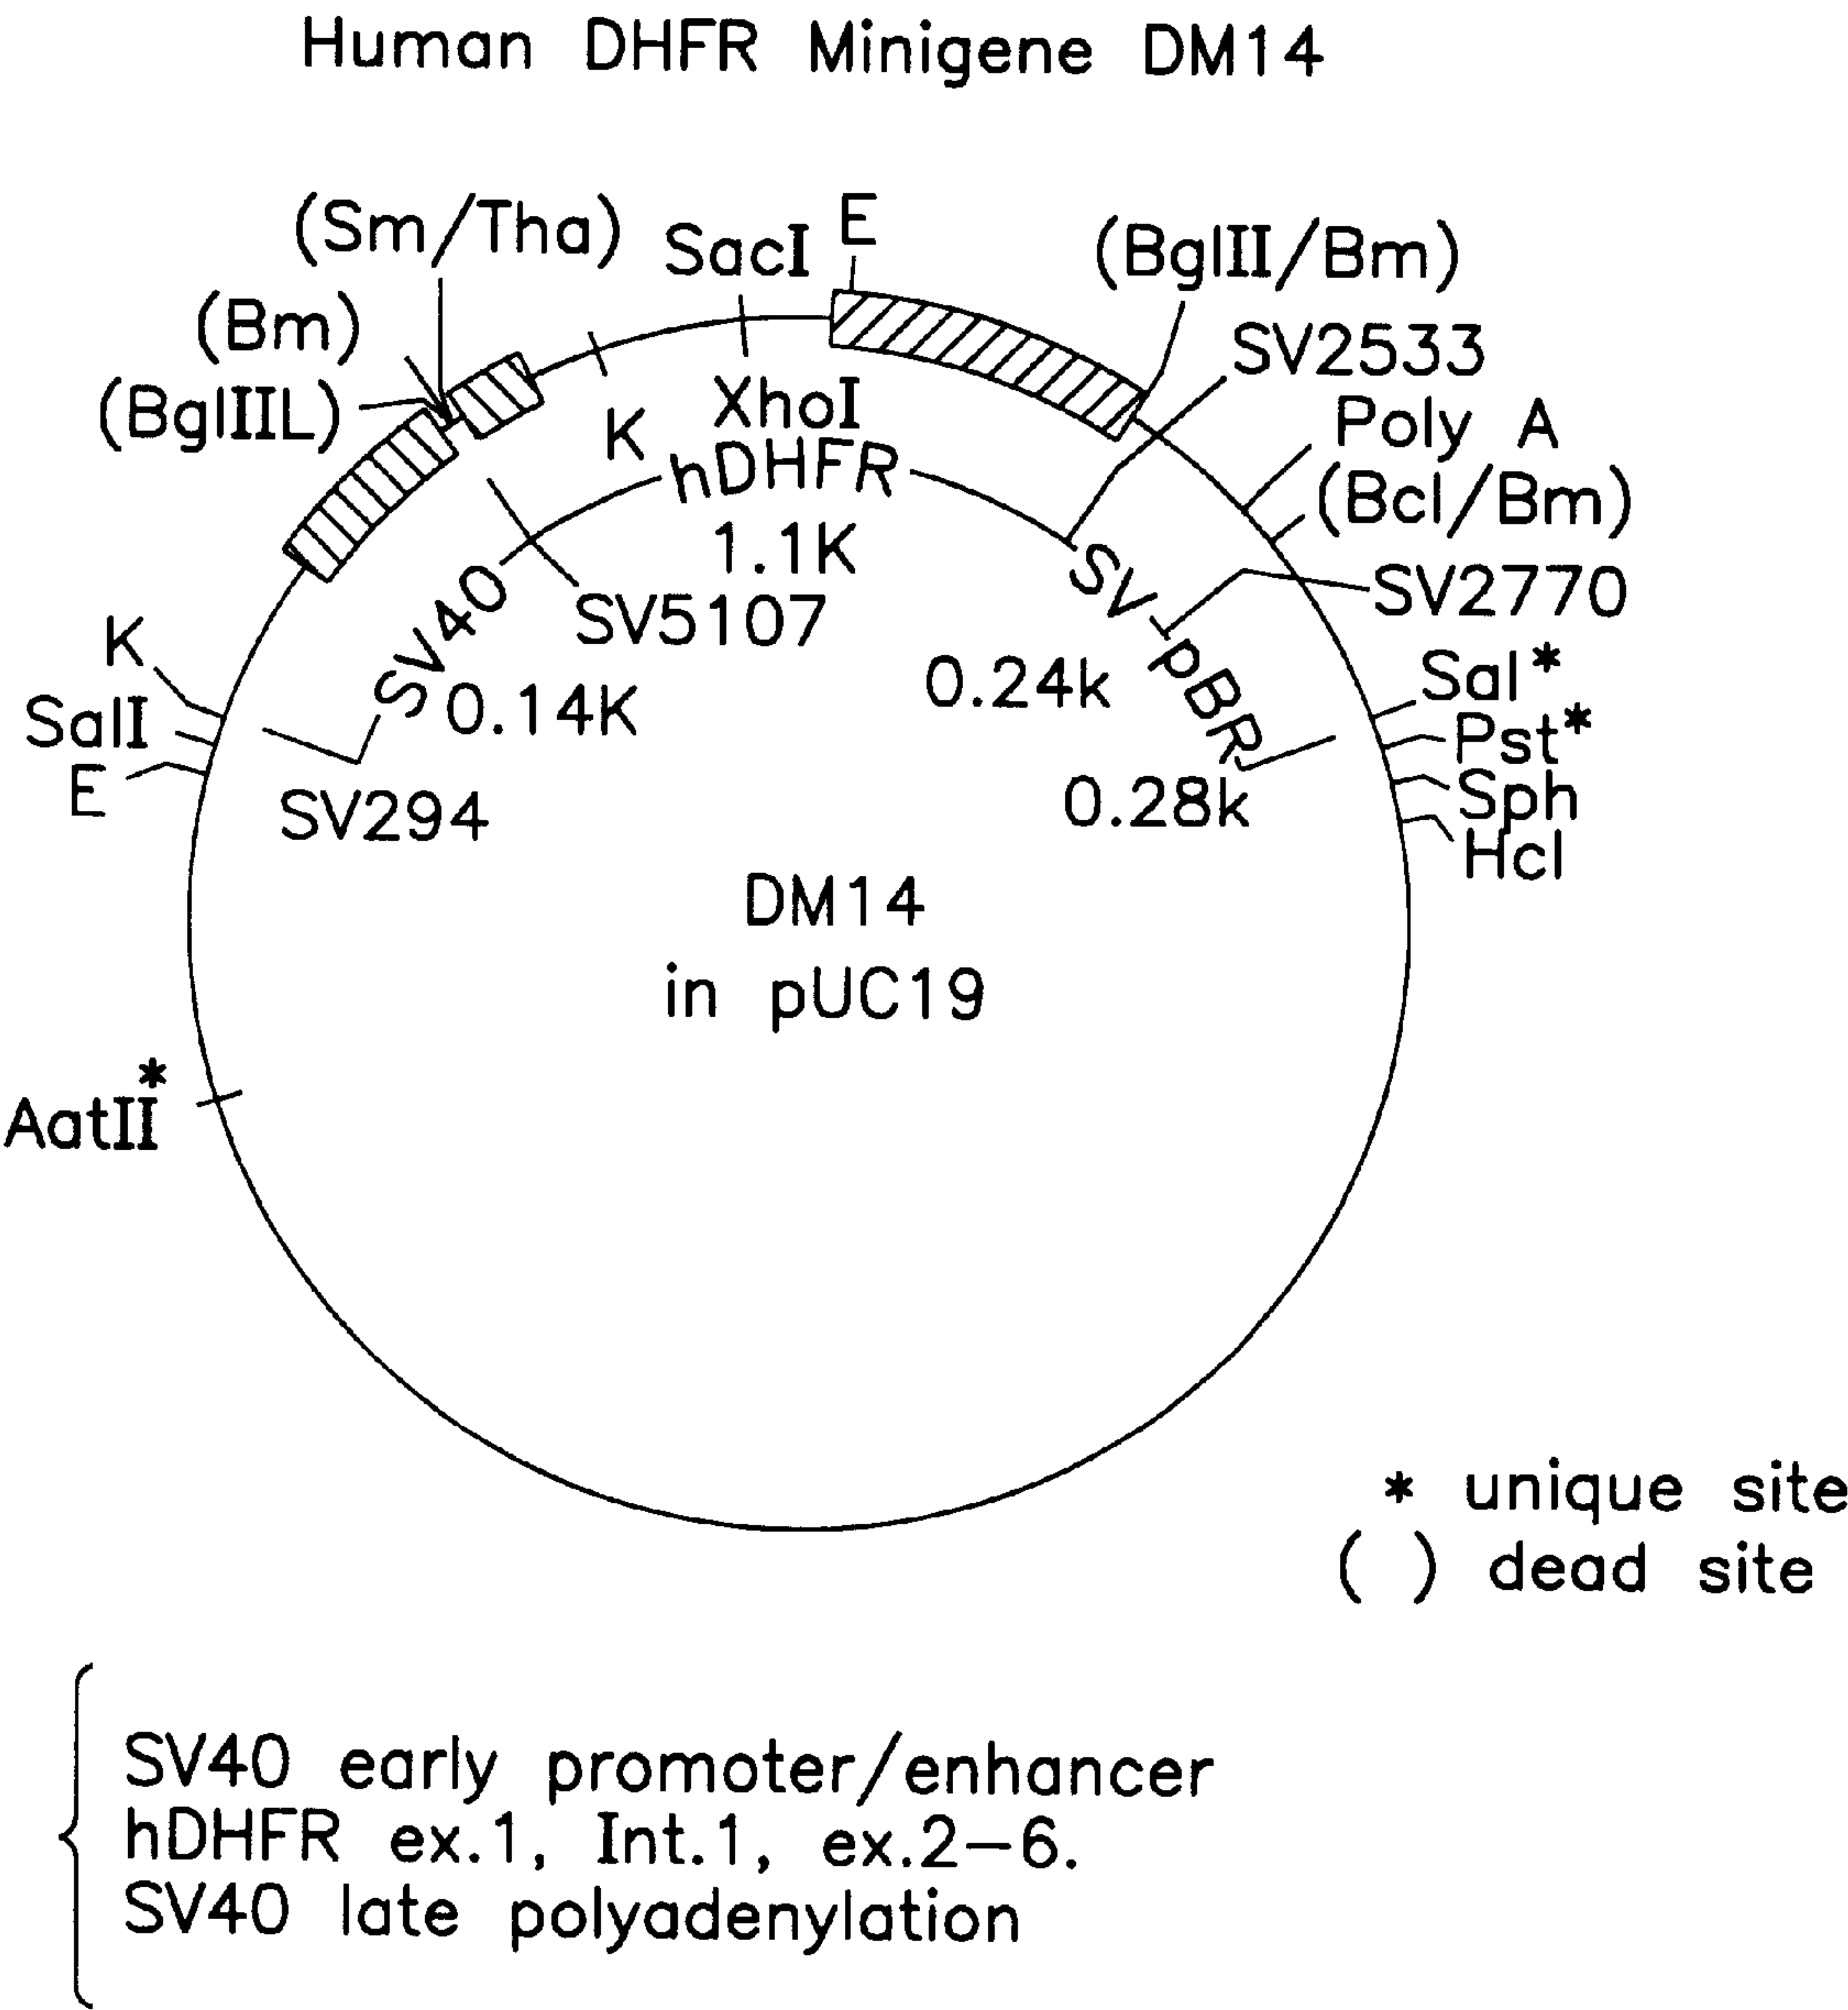 Human DHFR Minigene DM14
(Sm/Tha)
SacI
E
(BglII/Bm)
(Bm)
(BglIIL)
SV2533
XhoI
K
hDHFR
1.1K
Poly A
(Bcl/Bm)
SV2770
SV40
0.14K
SV5107
SV
0.24k
pBR
0.28k
K
SalI
E
SV294
Sal*
Pst*
Sph
Hcl
DM14
in pUC19
AatII*
* unique site
( ) dead site
SV40 early promoter/enhancer
hDHFR ex.1, Int.1, ex.2-6.
SV40 late polyadenylation